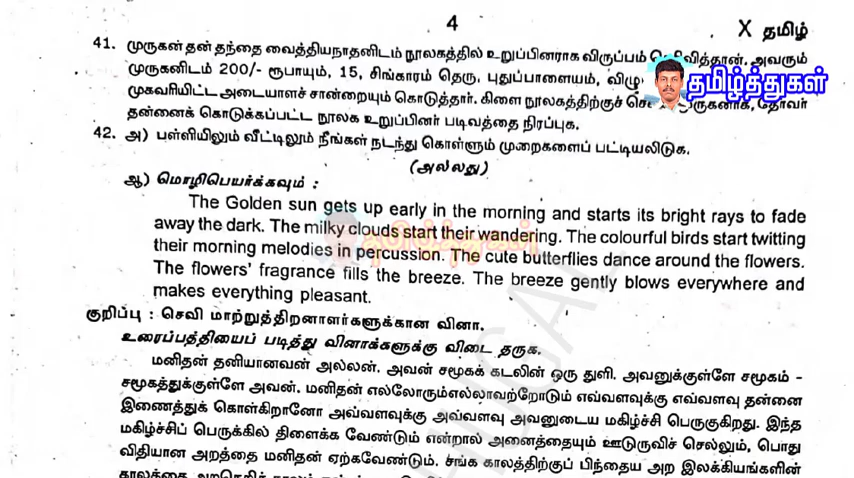 4
X தமிழ்
41. முருகன் தன் தந்தை வைத்தியநாதனிடம் நூலகத்தில் உறுப்பினராக விருப்பம் அவரும்
முருகனிடம் 200/- ரூபாயும், 15, சிங்காரம் தெரு, புதுப்பாளையம்,
தமிழ்த்துகள்
முகவரியிட்ட அடையாளச் சான்றையும் கொடுத்தார். கிளை நூலகத்திற்குச்
தன்னைக் கொடுக்கப்பட்ட நூலக உறுப்பினர் படிவத்தை நிரப்புக.
42. அ) பள்ளியிலும் வீட்டிலும் நீங்கள் நடந்து கொள்ளும் முறைகளைப் பட்டியலிடுக.
(அல்லது)
ஆ) மொழிபெயர்க்கவும் :
The Golden sun gets up early in the morning and starts its bright rays to fade
away the dark. The milky clouds start their wandering. The colourful birds start twitting
their morning melodies in percussion. The cute butterflies dance around the flowers.
The flowers' fragrance fills the breeze. The breeze gently blows everywhere and
makes everything pleasant.
குறிப்பு : செவி மாற்றுத்திறனாளர்களுக்கான வினா.
உரைப்பத்தியைப் படித்து வினாக்களுக்கு விடை தருக.
மனிதன் தனியானவன் அல்லன். அவன் சமூகக் கடலின் ஒரு துளி. அவனுக்குள்ளே சமூகம் -
சமூகத்துக்குள்ளே அவன். மனிதன் எல்லோரும்எல்லாவற்றோடும் எவ்வளவுக்கு எவ்வளவு தன்னை
இணைத்துக் கொள்கிறானோ அவ்வளவுக்கு அவ்வளவு அவனுடைய மகிழ்ச்சி பெருகுகிறது. இந்த
மகிழ்ச்சிப் பெருக்கில் திளைக்க வேண்டும் என்றால் அனைத்தையும் ஊடுருவிச் செல்லும், பொது
விதியான அறத்தை மனிதன் ஏற்கவேண்டும். சங்க காலத்திற்குப் பிந்தைய அற இலக்கியங்களின்